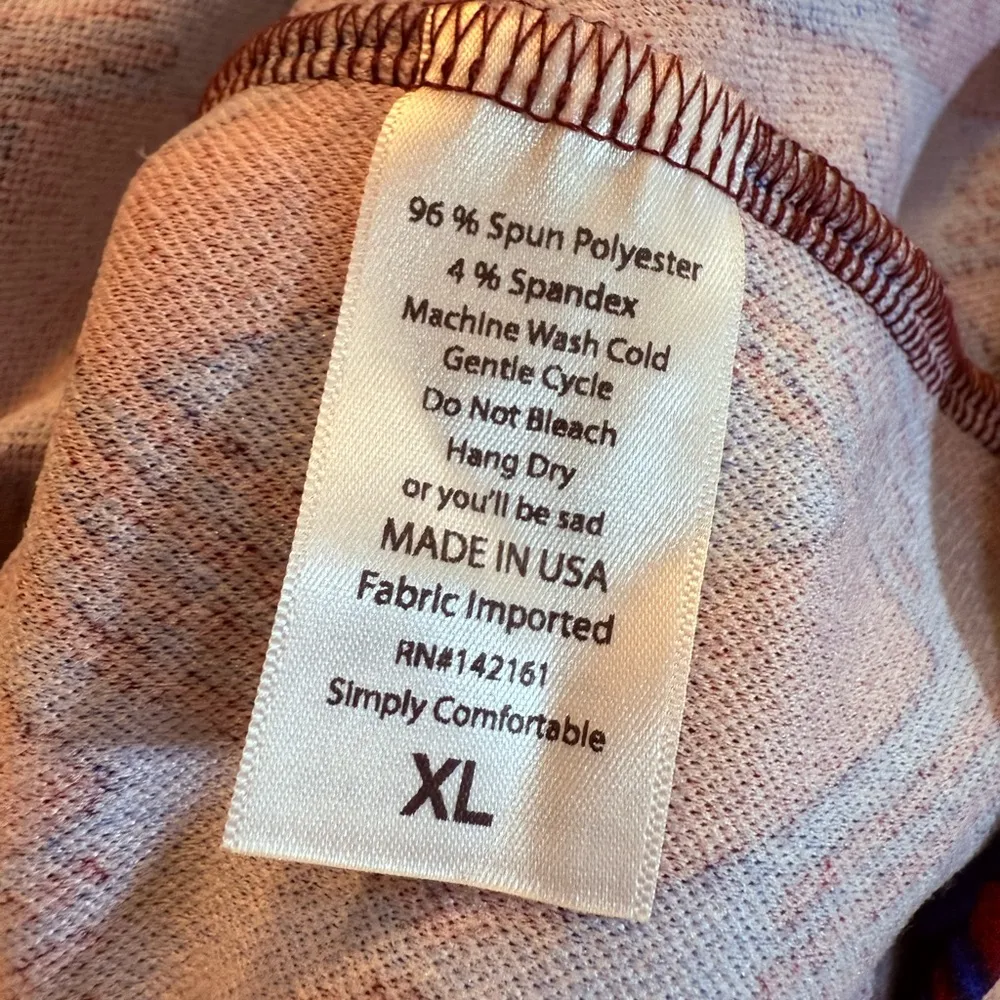 96 % Spun Polyester
4 % Spandex
Machine Wash Cold
Gentle Cycle
Do Not Bleach
Hang Dry
or you'll be sad
MADE IN USA
Fabric Imported
RN#142161
Simply Comfortable
XL